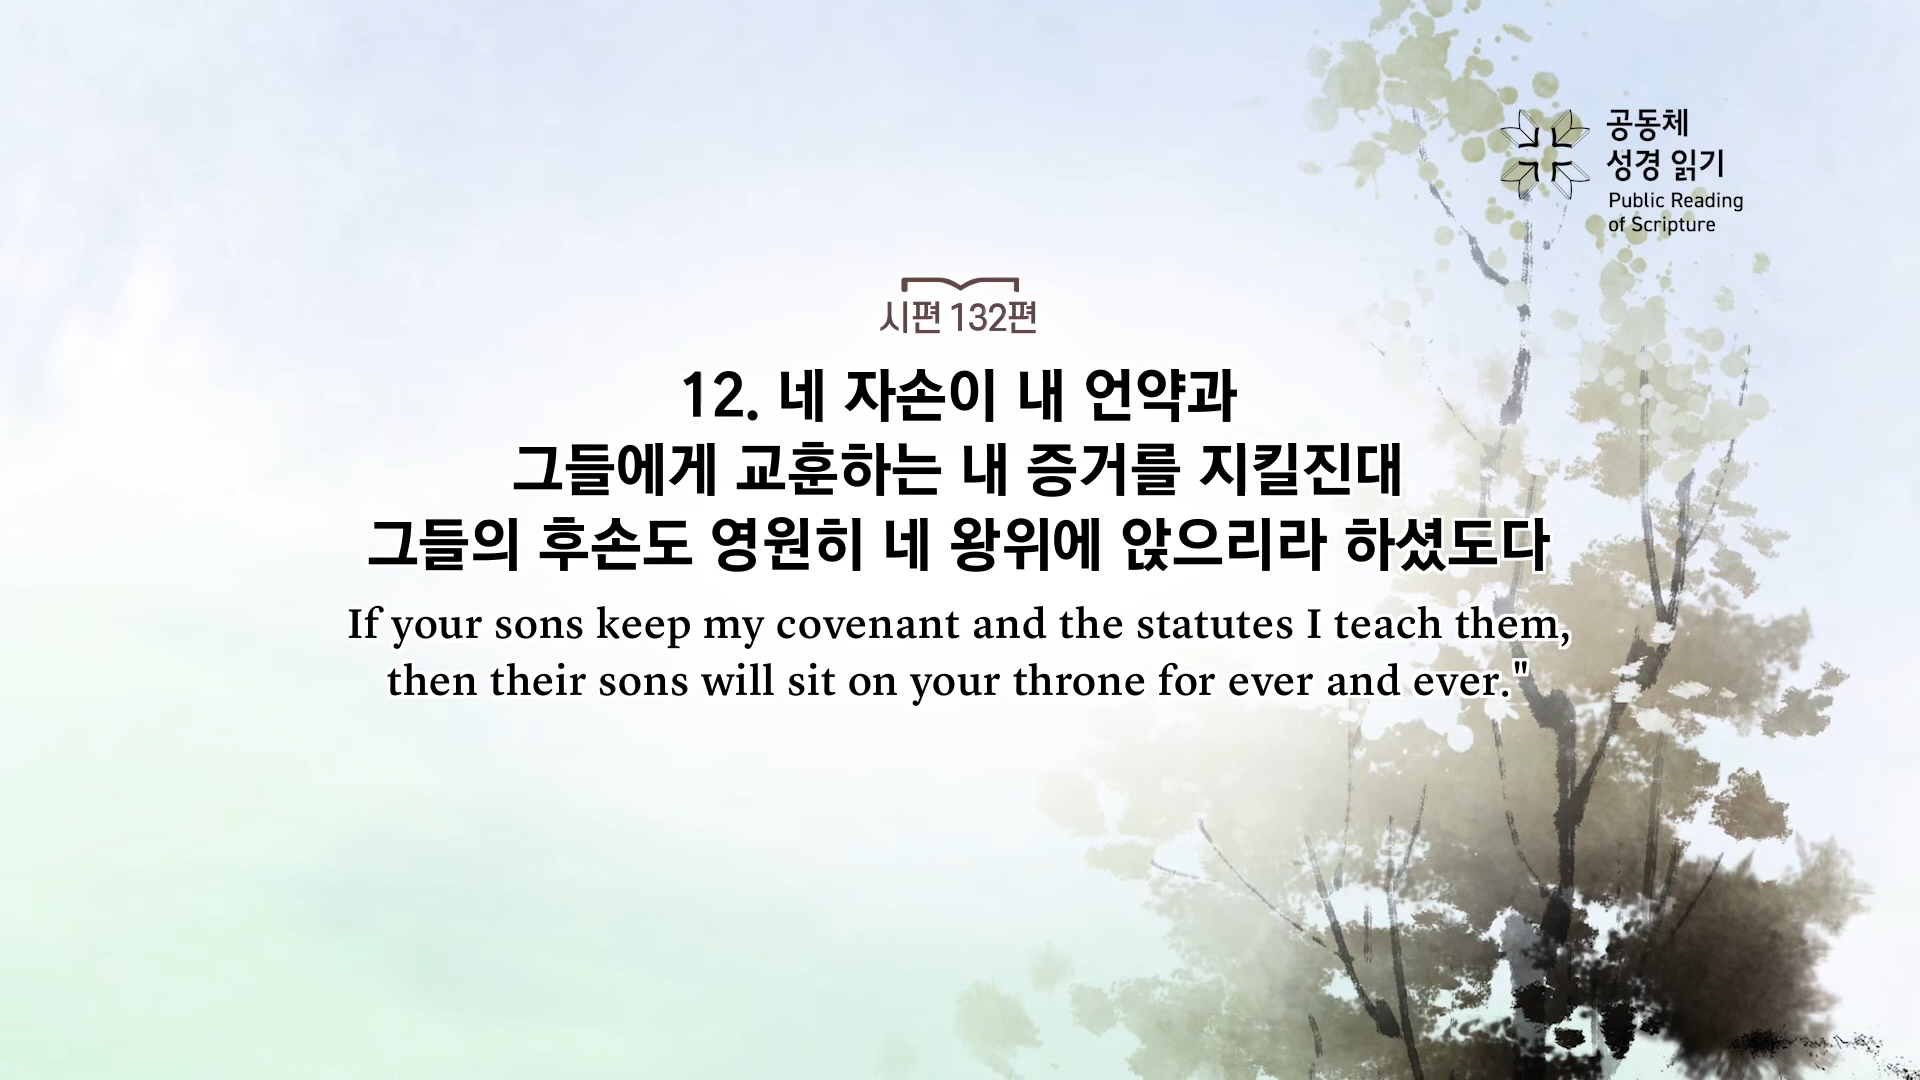 공동체
성경 읽기
Public Reading
of Scripture
시편 132편
12. 네 자손이 내 언약과
그들에게 교훈하는 내 증거를 지킬진대
그들의 후손도 영원히 네 왕위에 앉으리라 하셨도다
If your sons keep my covenant and the statutes I teach them,
then their sons will sit on your throne for ever and ever."